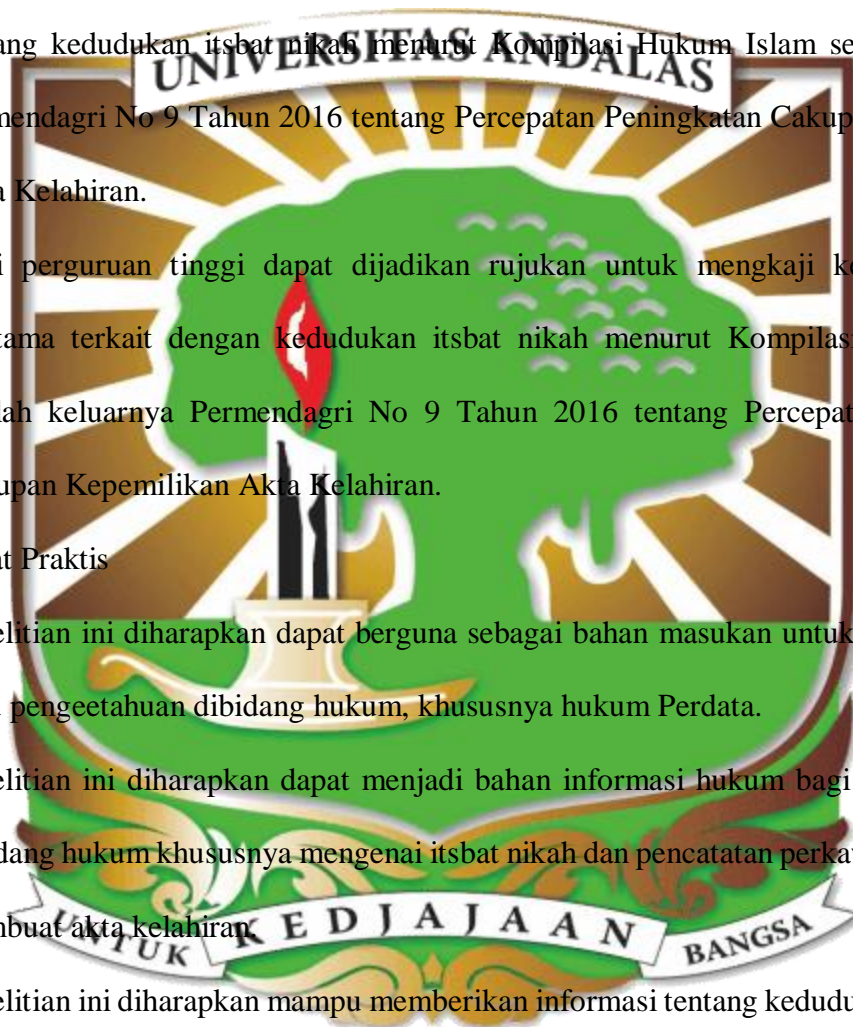 ang kedudukan itsbat nikah menurut Kompilasi Hukum Islam se
UNIVERSITAS ANDALAS
mendagri No 9 Tahun 2016 tentang Percepatan Peningkatan Cakup
a Kelahiran.
i perguruan tinggi dapat dijadikan rujukan untuk mengkaji ke
tama terkait dengan kedudukan itsbat nikah menurut Kompilasi
lah keluarnya Permendagri No 9 Tahun 2016 tentang Percepat
upan Kepemilikan Akta Kelahiran.
at Praktis
elitian ini diharapkan dapat berguna sebagai bahan masukan untuk
pengeetahuan dibidang hukum, khususnya hukum Perdata.
elitian ini diharapkan dapat menjadi bahan informasi hukum bagi
dang hukum khususnya mengenai itsbat nikah dan pencatatan perka
mbuat akta kelahiran.
UNTUK KEDJAJAAN BANGSA
elitian ini diharapkan mampu memberikan informasi tentang kedudu